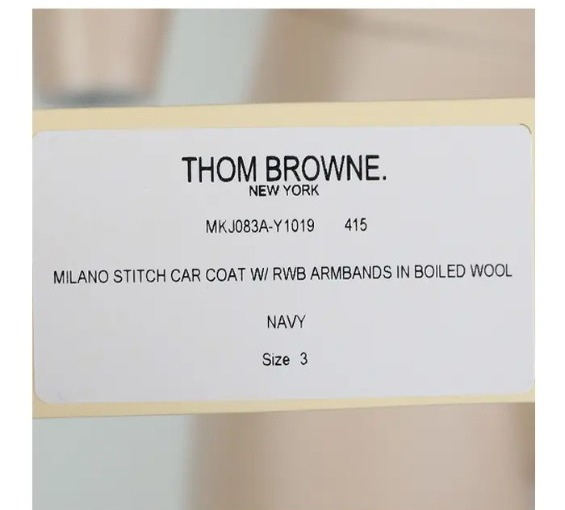 THOM BROWNE.
NEW YORK
MKJ083A-Y1019 415
MILANO STITCH CAR COAT W/ RWB ARMBANDS IN BOILED WOOL
NAVY
Size 3